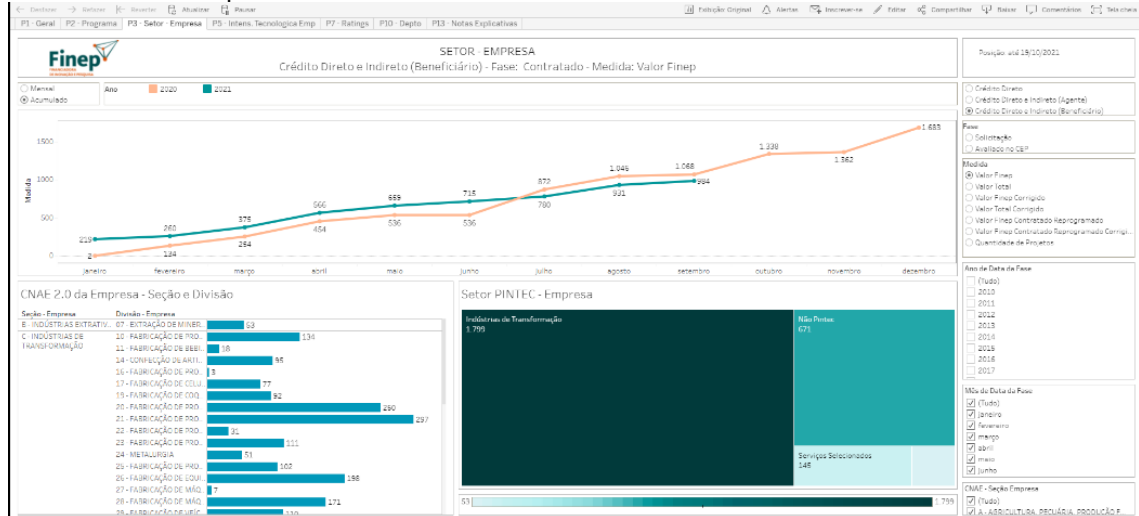 Desfazer Refazer Reverter Atualizar Pausar Exibição: Original Alertas Inscrever-se Editar Compartilhar Baixar Comentários Tela cheia
P1 - Geral P2 - Programa P3 - Setor - Empresa P5 - Intens. Tecnologica Emp P7 - Ratings P10 - Depto P13 - Notas Explicativas
Finep
SETOR - EMPRESA
Crédito Direto e Indireto (Beneficiário) - Fase: Contratado - Medida: Valor Finep
Posição: até 19/10/2021
Mensal
Acumulado
Ano 2020 2021
Crédito Direto
Crédito Direto e Indireto (Agente)
Crédito Direto e Indireto (Beneficiário)
Fase
Solicitação
Avaliado no CEP
Medida
Valor Finep
Valor Total
Valor Finep Corrigido
Valor Total Corrigido
Valor Finep Contratado Reprogramado
Valor Finep Contratado Reprogramado Corrigi...
Quantidade de Projetos
Medida
1500
1000
500
0
219 260 375 566 659 715 780 931 984
2 134 254 454 536 536 872 1.046 1.068 1.338 1.362 1.683
janeiro fevereiro março abril maio junho julho agosto setembro outubro novembro dezembro
Ano de Data da Fase
(Tudo)
2010
2011
2012
2013
2014
2015
2016
2017
Mês de Data da Fase
(Tudo)
janeiro
fevereiro
março
abril
maio
junho
CNAE - Seção Empresa
(Tudo)
A - AGRICULTURA, PECUÁRIA, PRODUÇÃO F...
CNAE 2.0 da Empresa - Seção e Divisão
Seção - Empresa Divisão - Empresa
B - INDÚSTRIAS EXTRATIV.. 07 - EXTRAÇÃO DE MINER.. 53
C - INDÚSTRIAS DE TRANSFORMAÇÃO
10 - FABRICAÇÃO DE PRO.. 134
11 - FABRICAÇÃO DE BEBI.. 18
14 - CONFECÇÃO DE ARTI.. 95
16 - FABRICAÇÃO DE PRO.. 3
17 - FABRICAÇÃO DE CELU.. 77
19 - FABRICAÇÃO DE COQ.. 92
20 - FABRICAÇÃO DE PRO.. 250
21 - FABRICAÇÃO DE PRO.. 297
22 - FABRICAÇÃO DE PRO.. 31
23 - FABRICAÇÃO DE PRO.. 111
24 - METALURGIA 51
25 - FABRICAÇÃO DE PRO.. 102
26 - FABRICAÇÃO DE EQUI.. 198
27 - FABRICAÇÃO DE MÁQ.. 7
28 - FABRICAÇÃO DE MÁQ.. 171
29 - FABRICAÇÃO DE VEÍC..
Setor PINTEC - Empresa
Indústrias de Transformação
1.799
Não Pintec
671
Serviços Selecionados
146
53 1.799